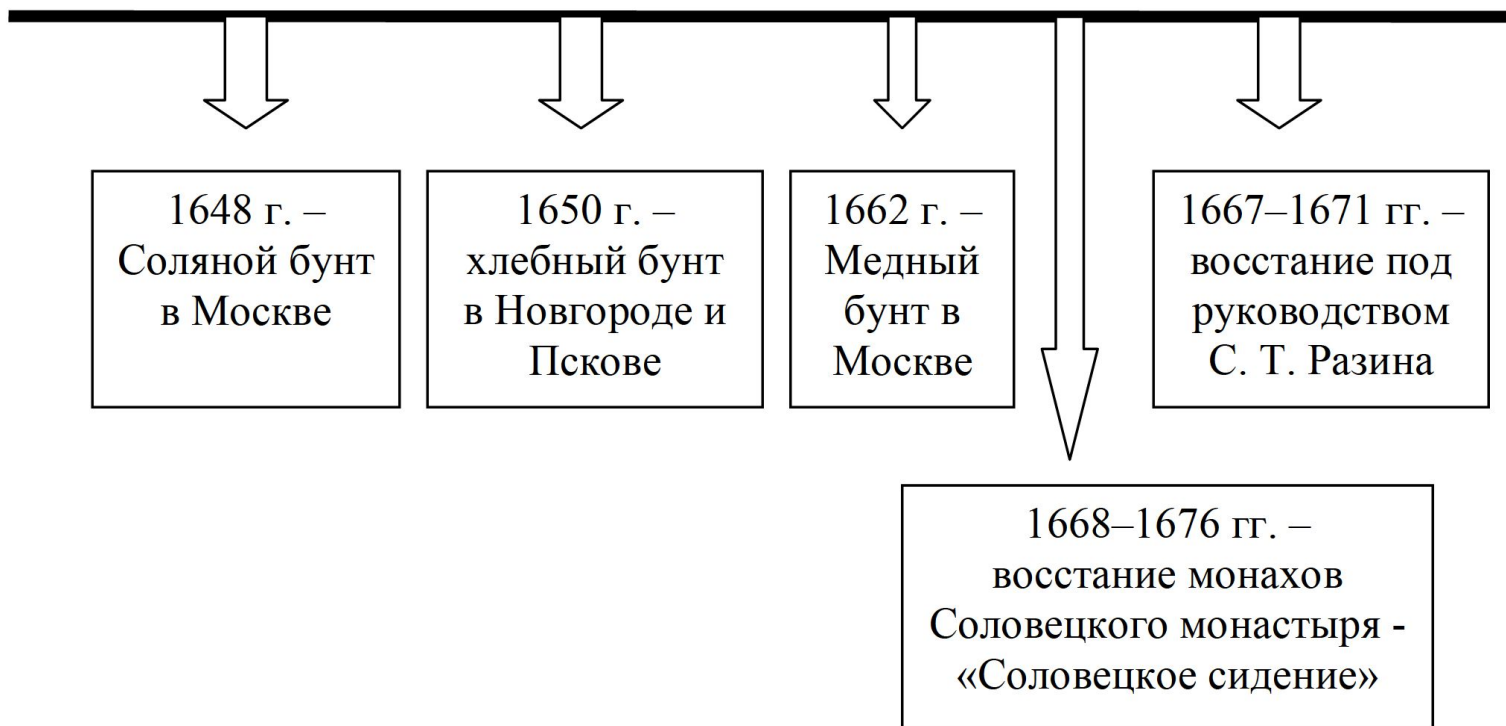 1648 г. –
Соляной бунт
в Москве
1650 г. –
хлебный бунт
в Новгороде и
Пскове
1662 г. –
Медный
бунт в
Москве
1667–1671 гг. –
восстание под
руководством
С. Т. Разина
1668–1676 гг. –
восстание монахов
Соловецкого монастыря -
«Соловецкое сидение»